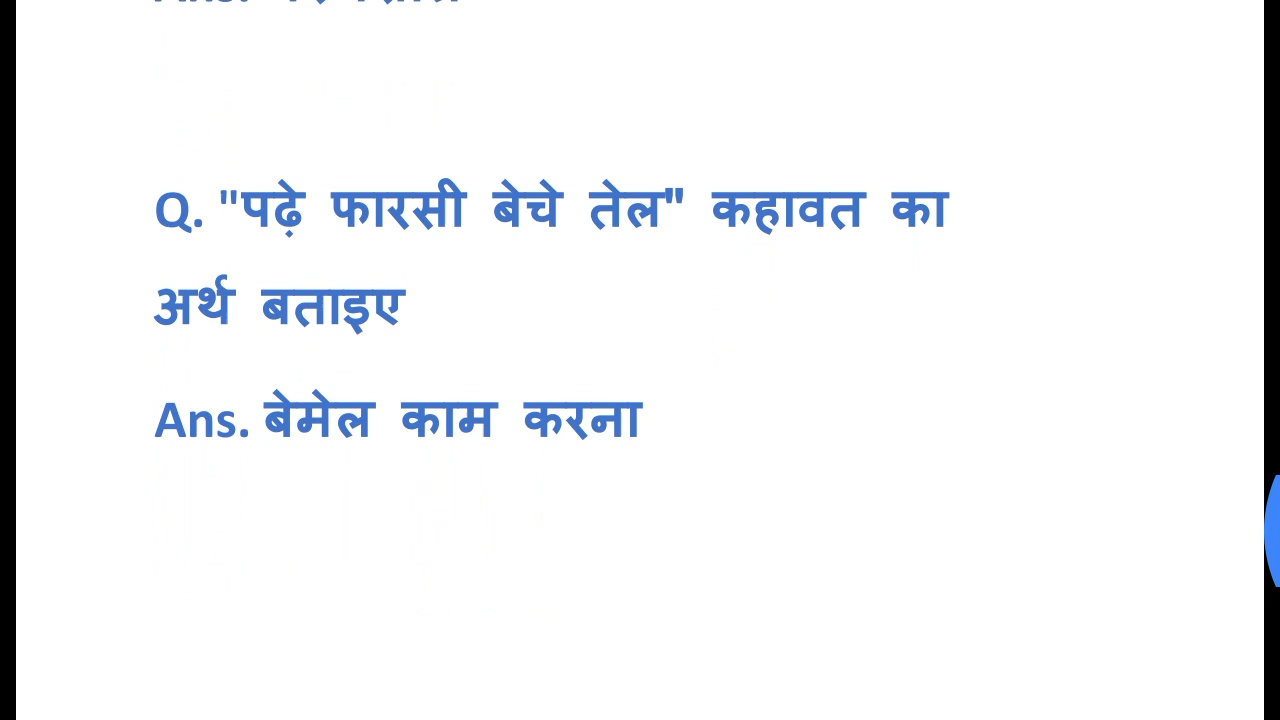 Q. "पढ़े फारसी बेचे तेल" कहावत का
अर्थ बताइए
Ans. बेमेल काम करना